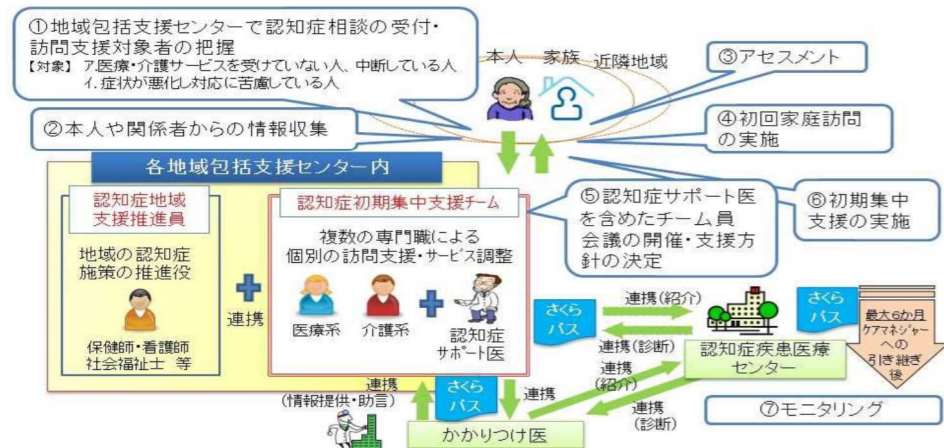 ①地域包括支援センターで認知症相談の受付・
訪問支援対象者の把握
【対象】 ア.医療・介護サービスを受けていない人、中断している人
イ.症状が悪化し対応に苦慮している人
本人 家族 近隣地域
③アセスメント
②本人や関係者からの情報収集
④初回家庭訪問
の実施
各地域包括支援センター内
認知症地域
支援推進員
地域の認知症
施策の推進役
保健師・看護師
社会福祉士 等
連携
認知症初期集中支援チーム
複数の専門職による
個別の訪問支援・サービス調整
医療系
介護系
認知症
サポート医
⑤認知症サポート医
を含めたチーム員
会議の開催・支援方
針の決定
⑥初期集中
支援の実施
さくら
パス
連携(紹介)
連携(診断)
認知症疾患医療
センター
さくら
パス
最大6か月
ケアマネジャー
への
引き継ぎ
後
連携
(情報提供・助言)
さくら
パス
連携
連携
(紹介)
連携
(診断)
かかりつけ医
⑦モニタリング